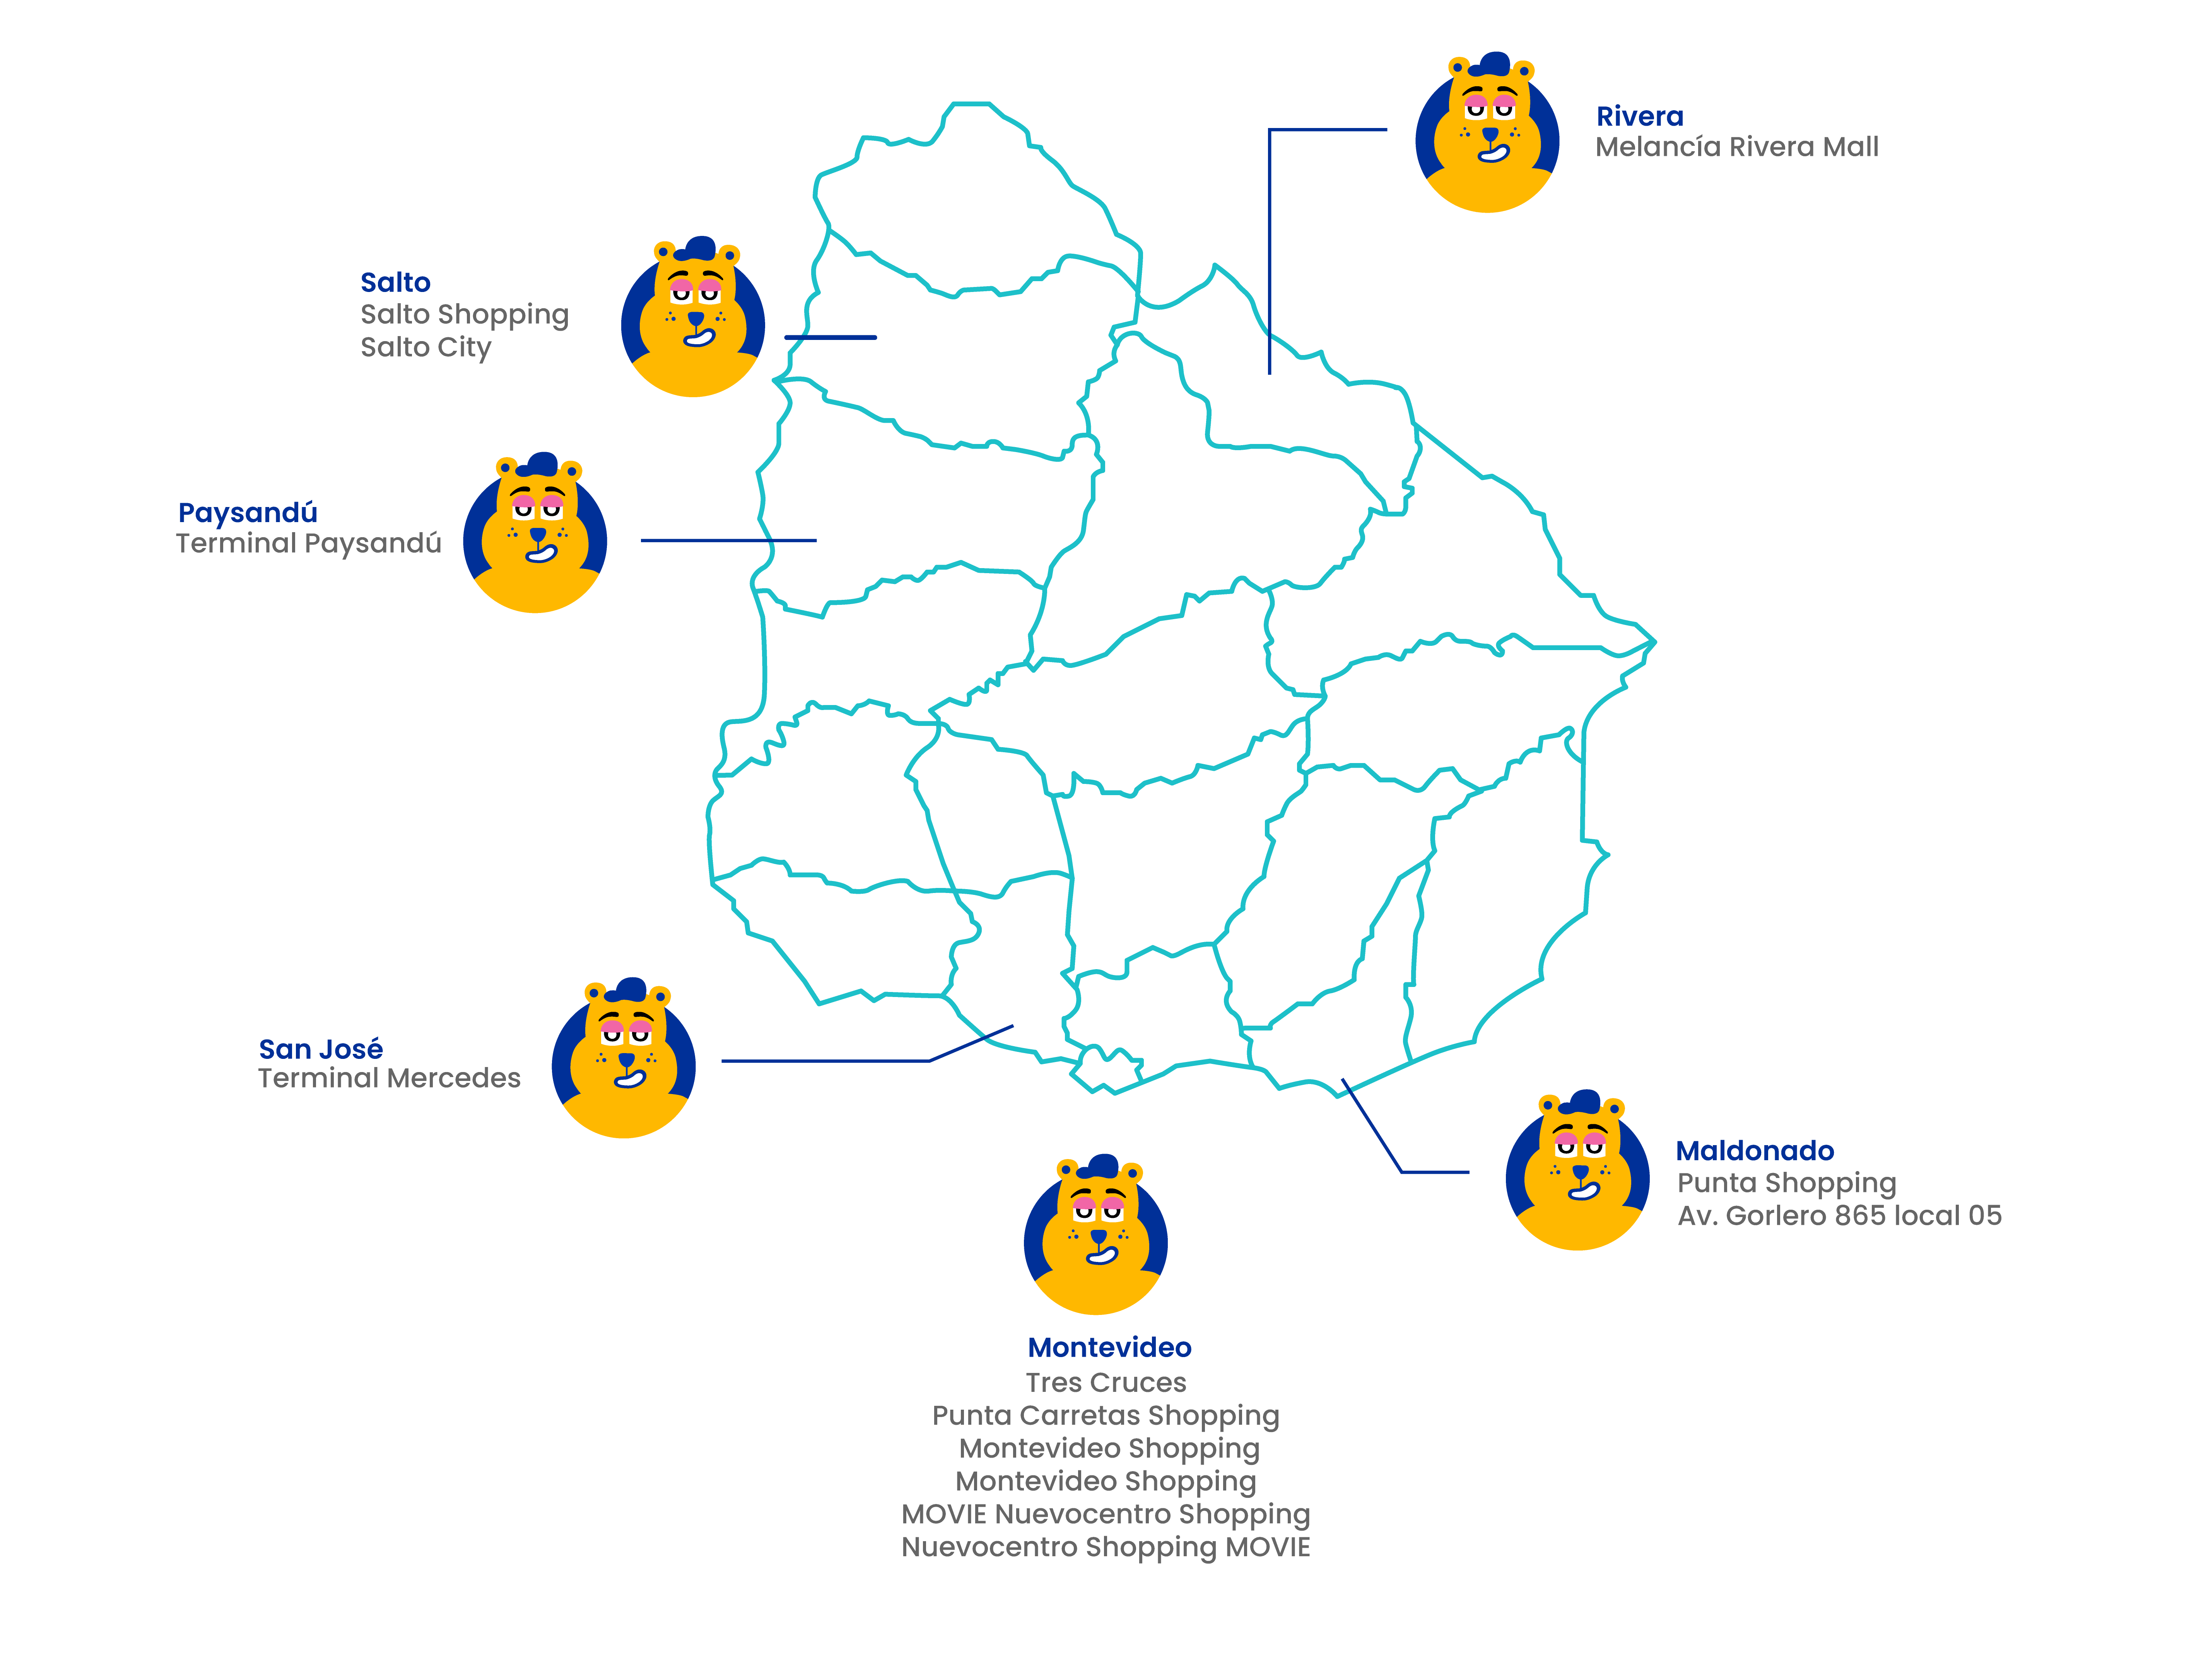 Rivera
Melancía Rivera Mall
Salto
Salto Shopping
Salto City
Paysandú
Terminal Paysandú
San José
Terminal Mercedes
Maldonado
Punta Shopping
Av. Gorlero 865 local 05
Montevideo
Tres Cruces
Punta Carretas Shopping
Montevideo Shopping
Montevideo Shopping
MOVIE Nuevocentro Shopping
Nuevocentro Shopping MOVIE